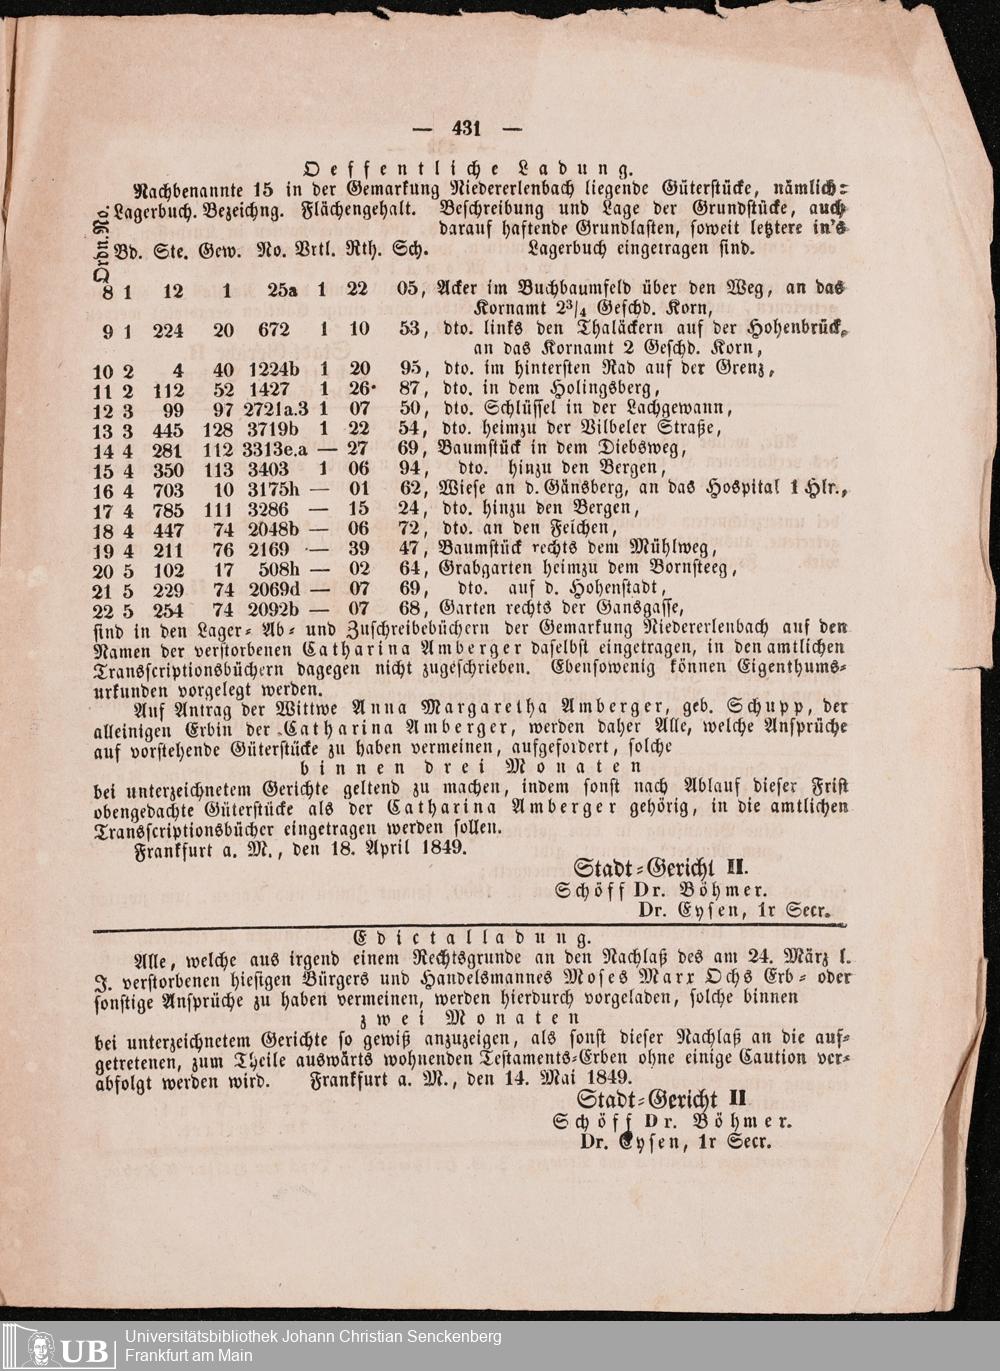 — 431 —
Oeffentliche Ladung.
Nachbenannte 15 in der Gemarkung Niedererlenbach liegende Güterstücke, nämlich:
Ordn.No. Lagerbuch. Bezeichng. Flächengehalt. Beschreibung und Lage der Grundstücke, auch
darauf haftende Grundlasten, soweit letztere in's
Bd. Ste. Gew. No. Vrtl. Rth. Sch. Lagerbuch eingetragen sind.
8 1 12 1 25a 1 22 05, Acker im Buchbaumfeld über den Weg, an das
Kornamt 2¾ Geschd. Korn,
9 1 224 20 672 1 10 53, dto. links den Thaläckern auf der Hohenbrück,
an das Kornamt 2 Geschd. Korn,
10 2 4 40 1224b 1 20 95, dto. im hintersten Rad auf der Grenz,
11 2 112 52 1427 1 26 87, dto. in dem Holingsberg,
12 3 99 97 2721a.3 1 07 50, dto. Schlüssel in der Lachgewann,
13 3 445 128 3719b 1 22 54, dto. heimzu der Vilbeler Straße,
14 4 281 112 3313e.a — 27 69, Baumstück in dem Diebsweg,
15 4 350 113 3403 1 06 94, dto. hinzu den Bergen,
16 4 703 10 3175h — 01 62, Wiese an d. Gänsberg, an das Hospital 1 Hlr.,
17 4 785 111 3286 — 15 24, dto. hinzu den Bergen,
18 4 447 74 2048b — 06 72, dto. an den Felchen,
19 4 211 76 2169 — 39 47, Baumstück rechts dem Mühlweg,
20 5 102 17 508h — 02 64, Grabgarten heimzu dem Bornsteeg,
21 5 229 74 2069d — 07 69, dto. auf d. Hohenstadt,
22 5 254 74 2092b — 07 68, Garten rechts der Gansgasse,
sind in den Lager- Ab- und Zuschreibebüchern der Gemarkung Niedererlenbach auf den
Namen der verstorbenen Catharina Amberger daselbst eingetragen, in den amtlichen
Transscriptionsbüchern dagegen nicht zugeschrieben. Ebensowenig können Eigenthums-
urkunden vorgelegt werden.
Auf Antrag der Wittwe Anna Margaretha Amberger, geb. Schupp, der
alleinigen Erbin der Catharina Amberger, werden daher Alle, welche Ansprüche
auf vorstehende Güterstücke zu haben vermeinen, aufgefordert, solche
binnen drei Monaten
bei unterzeichnetem Gerichte geltend zu machen, indem sonst nach Ablauf dieser Frist
obengedachte Güterstücke als der Catharina Amberger gehörig, in die amtlichen
Transscriptionsbücher eingetragen werden sollen.
Frankfurt a. M., den 18. April 1849.
Stadt-Gericht II.
Schöff Dr. Böhmer.
Dr. Eysen, 1r Secr.
Edictalladung.
Alle, welche aus irgend einem Rechtsgrunde an den Nachlaß des am 24. März l.
J. verstorbenen hiesigen Bürgers und Handelsmannes Moses Marx Ochs Erb- oder
sonstige Ansprüche zu haben vermeinen, werden hierdurch vorgeladen, solche binnen
zwei Monaten
bei unterzeichnetem Gerichte so gewiß anzuzeigen, als sonst dieser Nachlaß an die auf-
getretenen, zum Theile auswärts wohnenden Testaments-Erben ohne einige Caution ver-
abfolgt werden wird. Frankfurt a. M., den 14. Mai 1849.
Stadt-Gericht II
Schöff Dr. Böhmer.
Dr. Eysen, 1r Secr.
UB Universitätsbibliothek Johann Christian Senckenberg
Frankfurt am Main